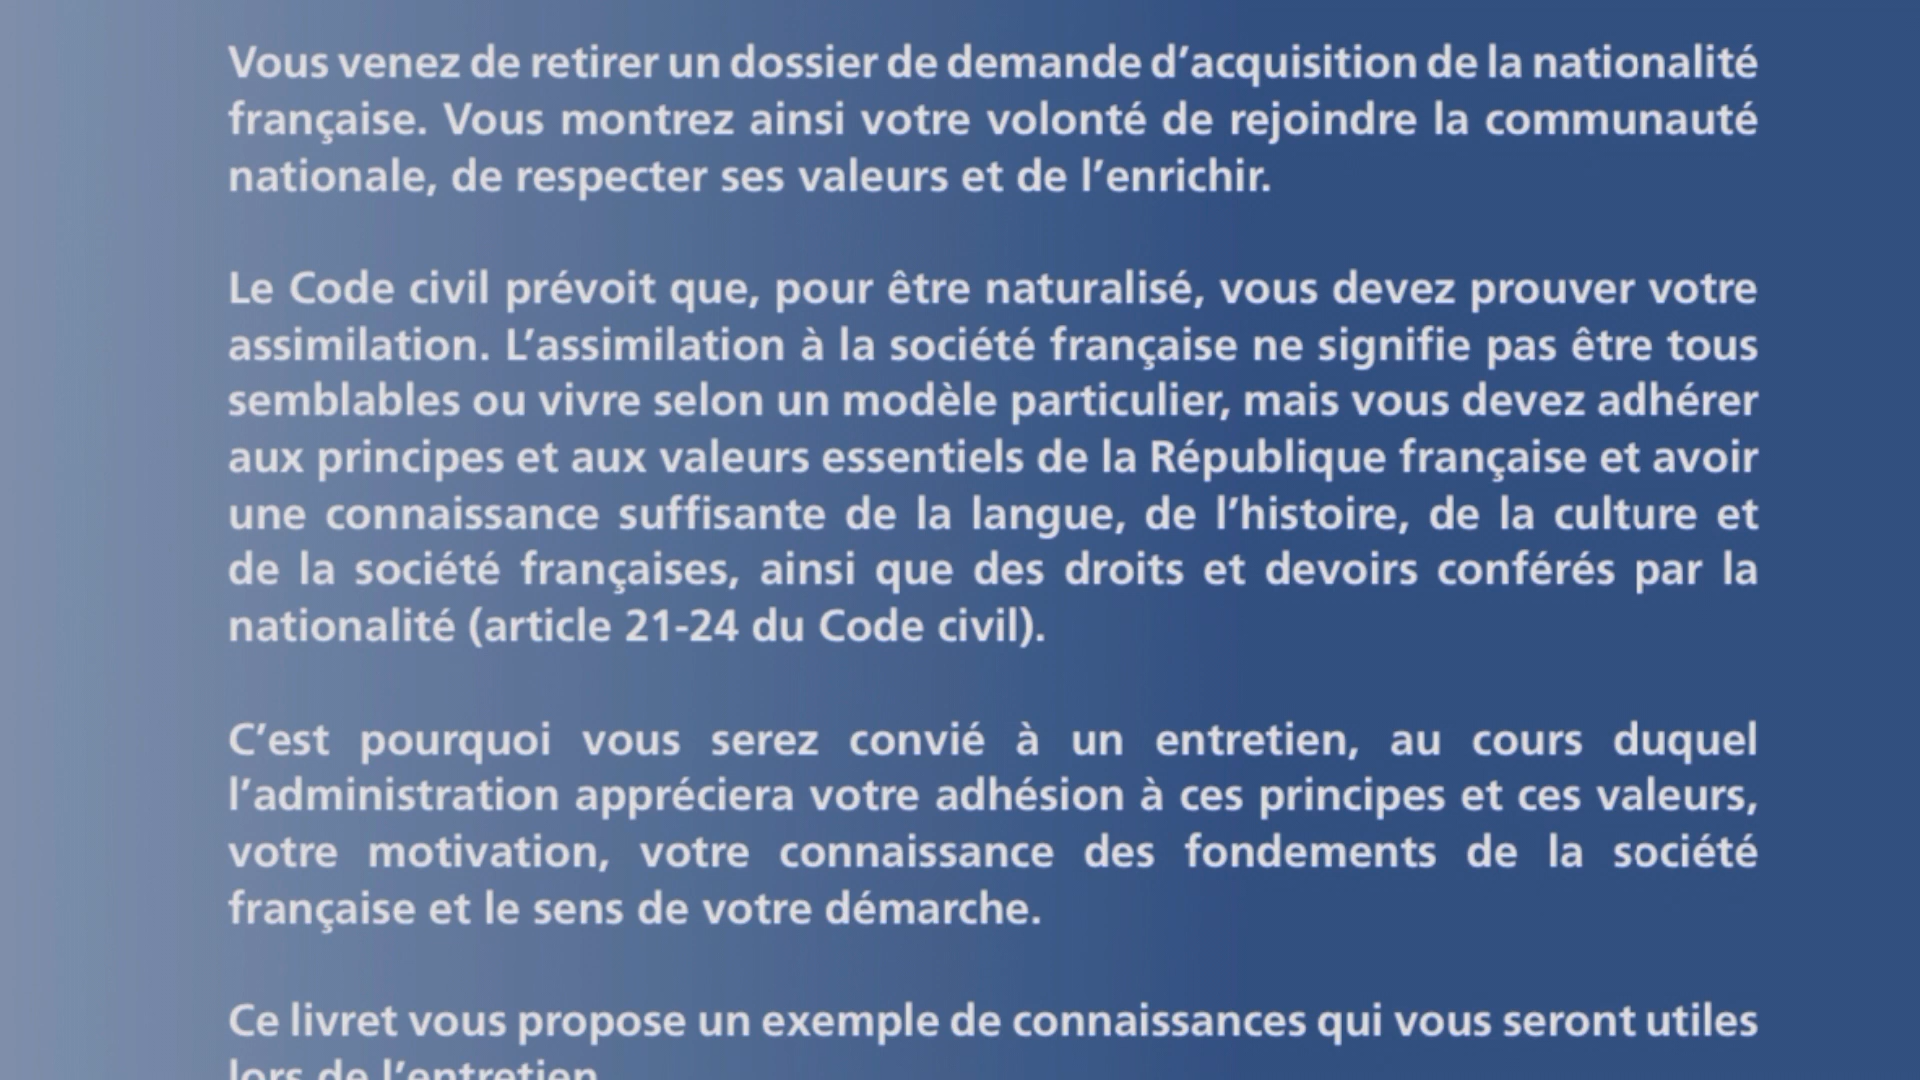 Vous venez de retirer un dossier de demande d’acquisition de la nationalité
française. Vous montrez ainsi votre volonté de rejoindre la communauté
nationale, de respecter ses valeurs et de l’enrichir.
Le Code civil prévoit que, pour être naturalisé, vous devez prouver votre
assimilation. L’assimilation à la société française ne signifie pas être tous
semblables ou vivre selon un modèle particulier, mais vous devez adhérer
aux principes et aux valeurs essentiels de la République française et avoir
une connaissance suffisante de la langue, de l’histoire, de la culture et
de la société françaises, ainsi que des droits et devoirs conférés par la
nationalité (article 21-24 du Code civil).
C’est pourquoi vous serez convié à un entretien, au cours duquel
l’administration appréciera votre adhésion à ces principes et ces valeurs,
votre motivation, votre connaissance des fondements de la société
française et le sens de votre démarche.
Ce livret vous propose un exemple de connaissances qui vous seront utiles
lors de l’entretien